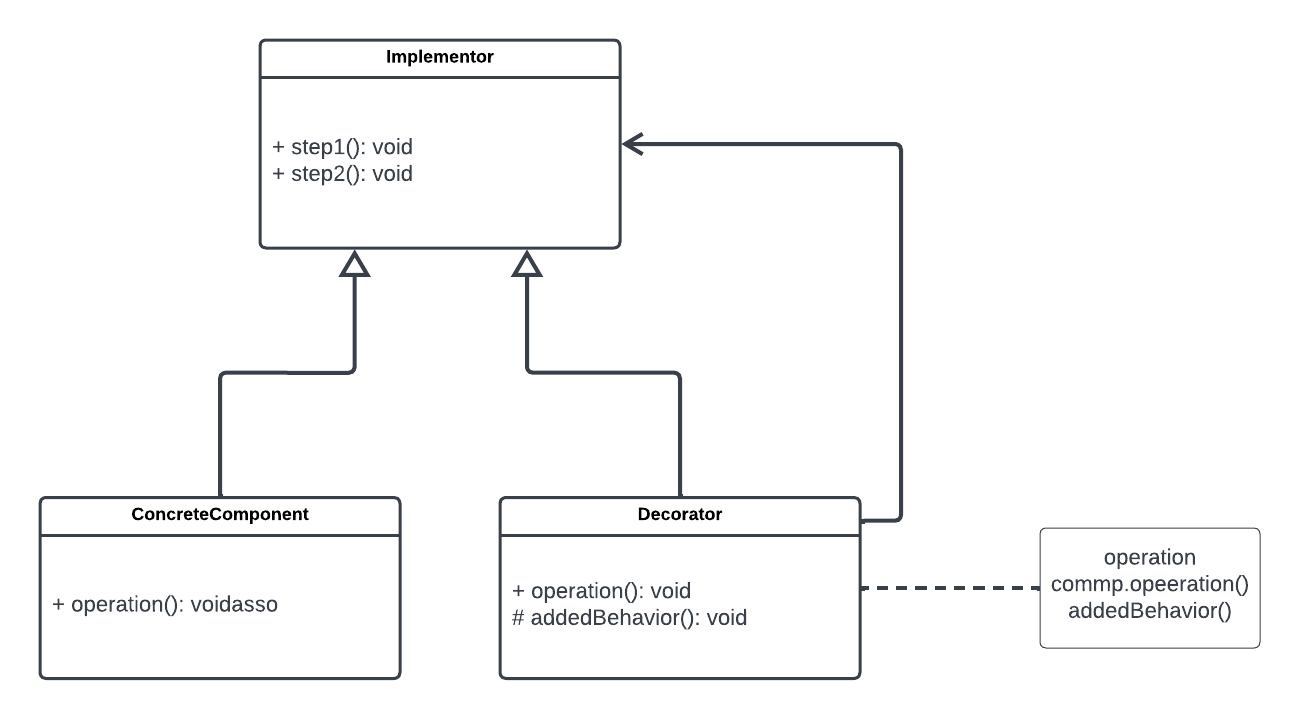 Implementor
+ step1(): void
+ step2(): void
ConcreteComponent
+ operation(): voidasso
Decorator
+ operation(): void
# addedBehavior(): void
operation
commp.opeeration()
addedBehavior()